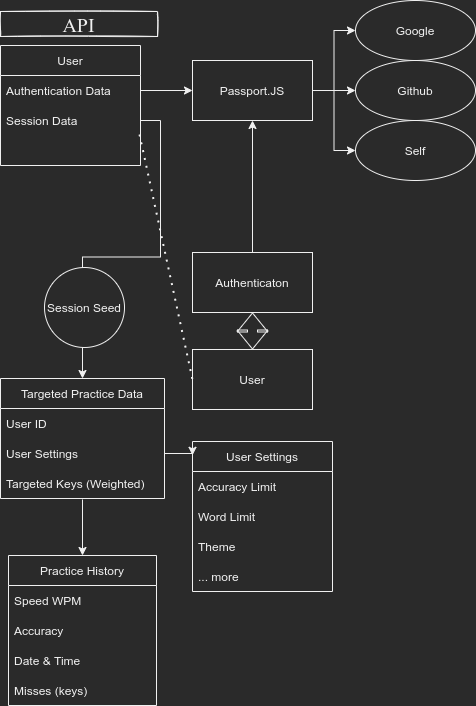 API
User
Authentication Data
Session Data
Passport.JS
Google
Github
Self
Authenticaton
User
Session Seed
Targeted Practice Data
User ID
User Settings
Targeted Keys (Weighted)
User Settings
Accuracy Limit
Word Limit
Theme
... more
Practice History
Speed WPM
Accuracy
Date & Time
Misses (keys)